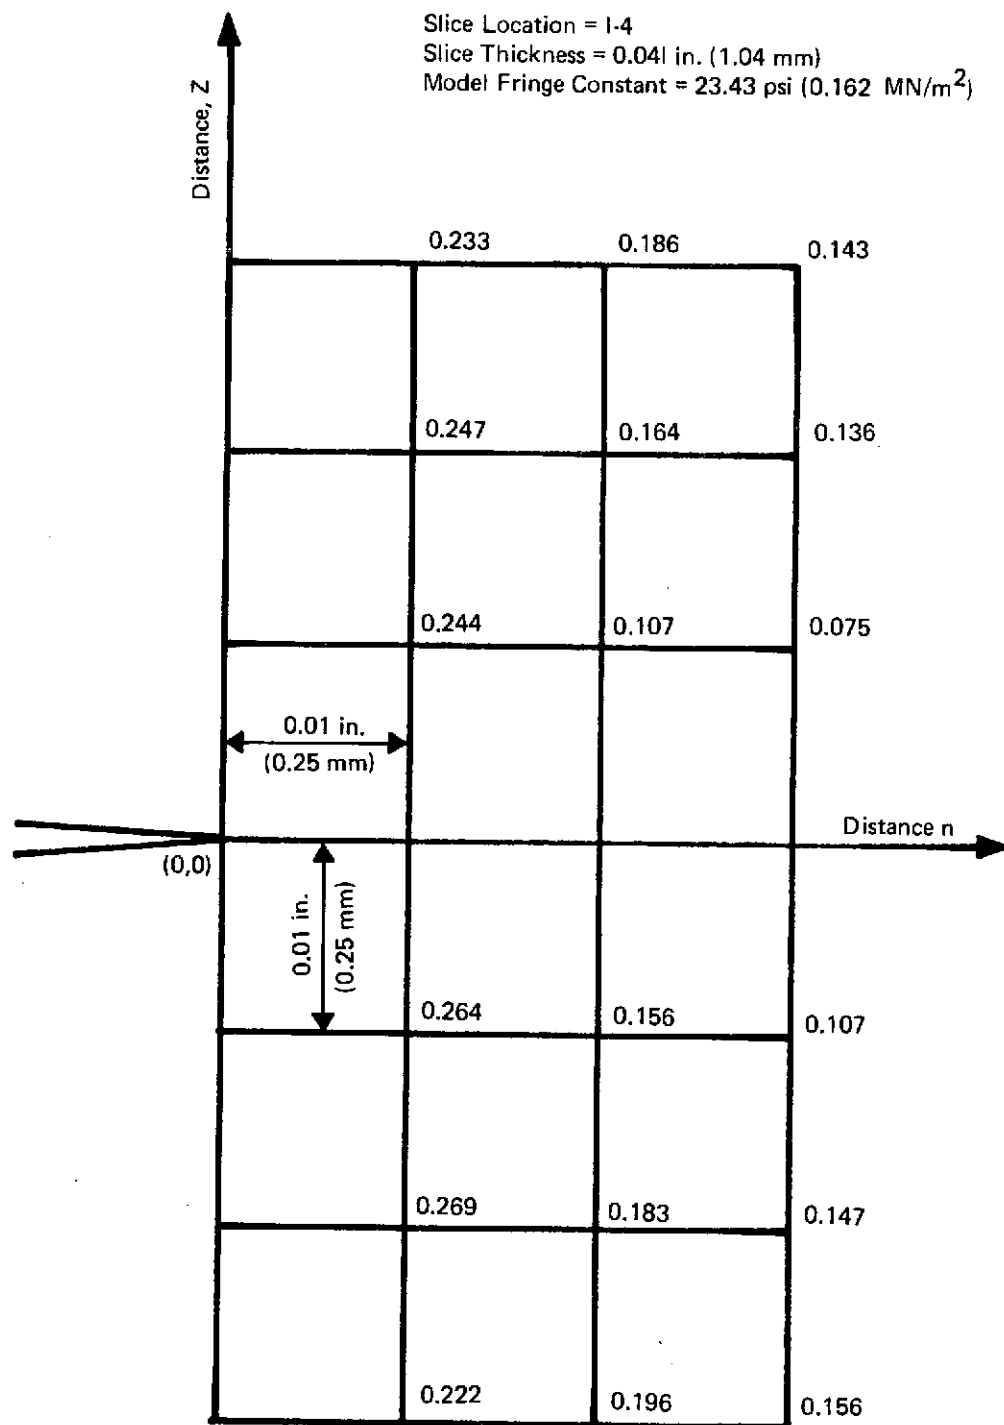 Slice Location = I-4
Slice Thickness = 0.04l in. (1.04 mm)
Model Fringe Constant = 23.43 psi (0.162 MN/m²)
Distance, Z
0.233 0.186 0.143
0.247 0.164 0.136
0.244 0.107 0.075
0.01 in.
(0.25 mm)
Distance n
(0,0)
0.01 in.
(0.25 mm)
0.264 0.156 0.107
0.269 0.183 0.147
0.222 0.196 0.156